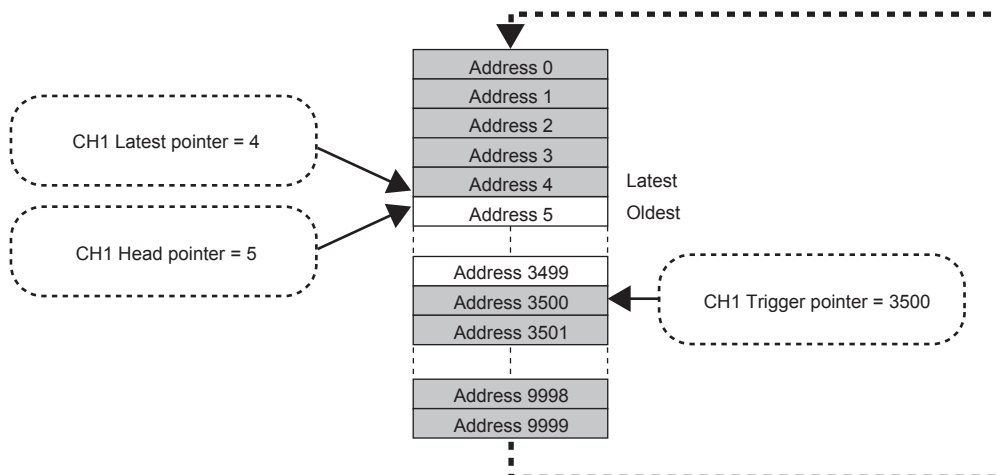 Address 0
Address 1
Address 2
CH1 Latest pointer = 4
Address 3
Address 4
Latest
Address 5
Oldest
CH1 Head pointer = 5
Address 3499
Address 3500
CH1 Trigger pointer = 3500
Address 3501
Address 9998
Address 9999